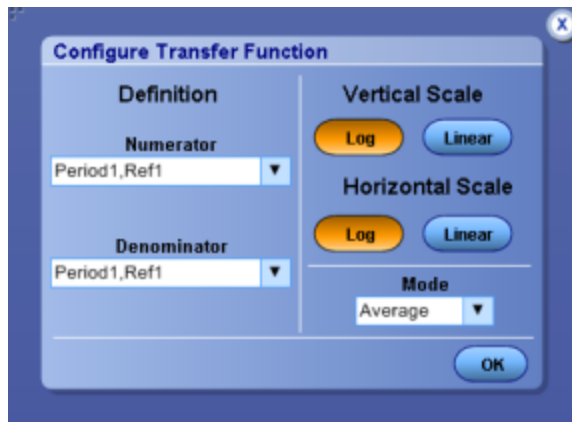 X
Configure Transfer Function
Definition
Numerator
Period1,Ref1
Denominator
Period1,Ref1
Vertical Scale
Log Linear
Horizontal Scale
Log Linear
Mode
Average
OK